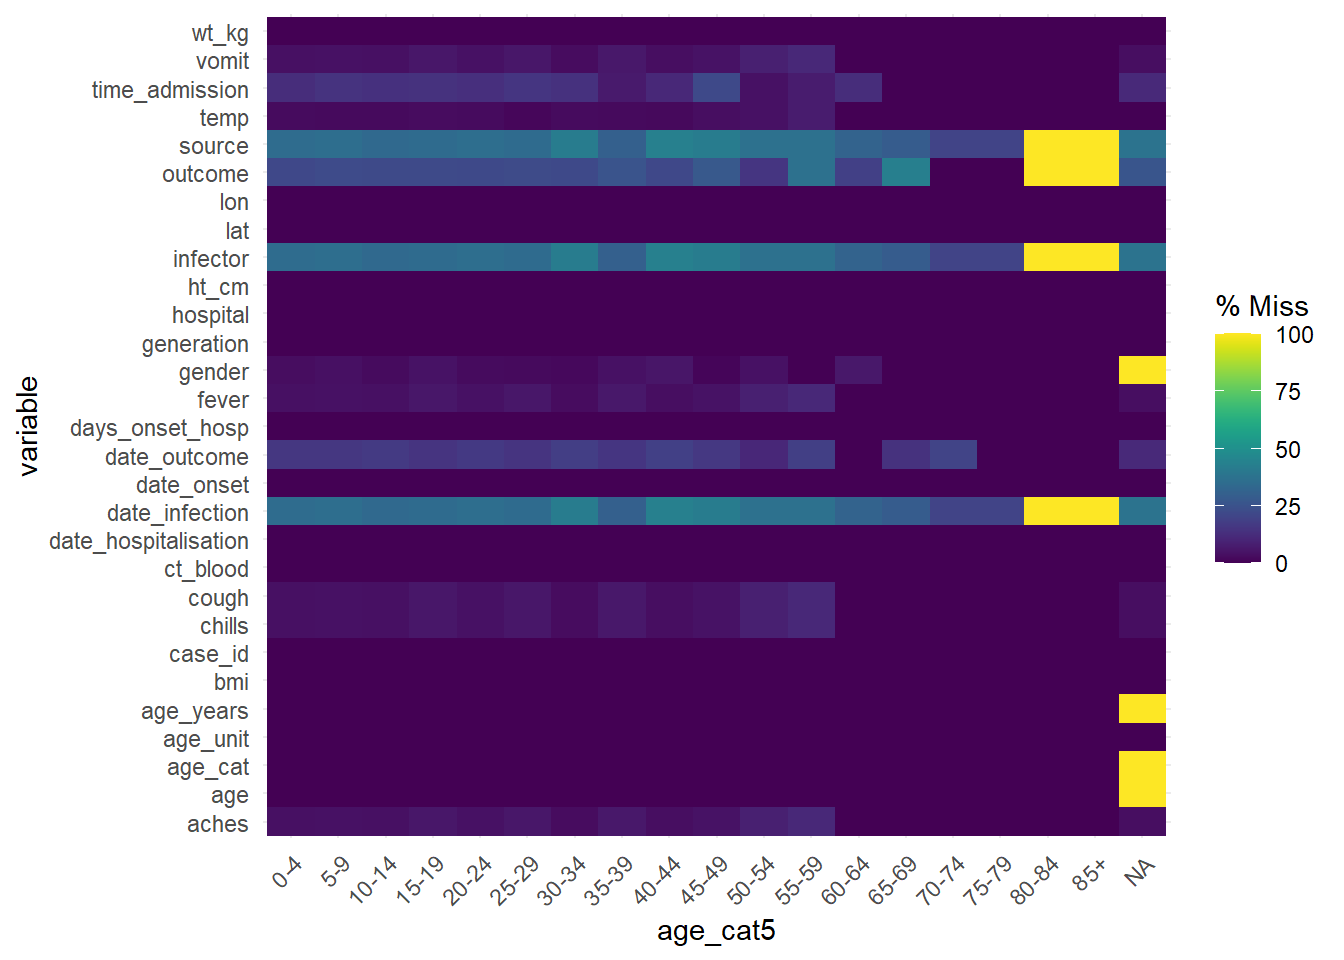 wt_kg
vomit
time_admission
temp
source
outcome
lon
lat
infector
ht_cm
hospital
generation
gender
fever
days_onset_hosp
date_outcome
date_onset
date_infection
date_hospitalisation
ct_blood
cough
chills
case_id
bmi
age_years
age_unit
age_cat
age
aches
variable
0-4
5-9
10-14
15-19
20-24
25-29
30-34
35-39
40-44
45-49
50-54
55-59
60-64
65-69
70-74
75-79
80-84
85+
NA
age_cat5
% Miss
100
75
50
25
0